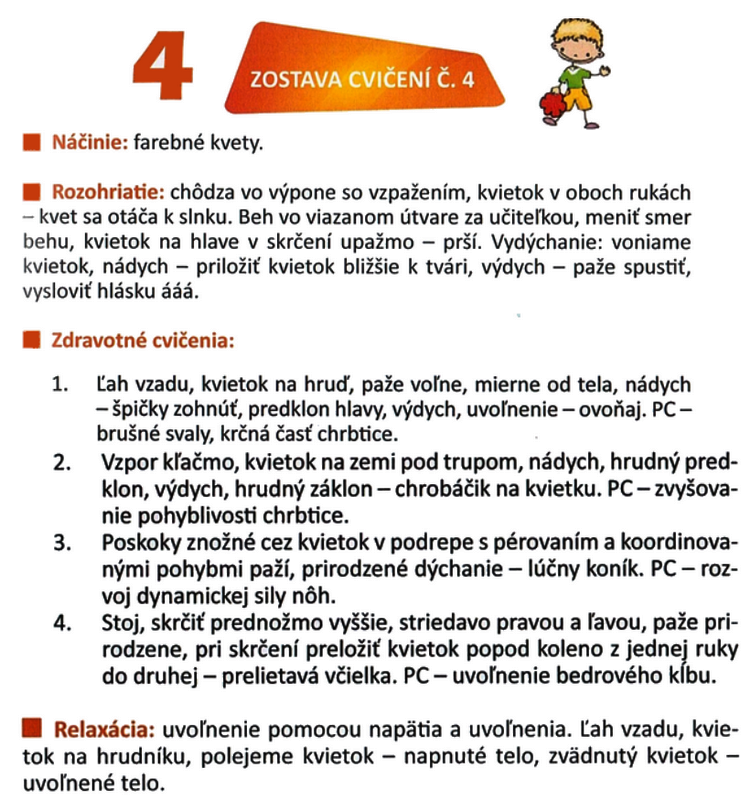 4
ZOSTAVA CVIČENÍ Č. 4
Náčinie: farebné kvety.
Rozohriatie: chôdza vo výpone so vzpažením, kvietok v oboch rukách
– kvet sa otáča k slnku. Beh vo viazanom útvare za učiteľkou, meniť smer
behu, kvietok na hlave v skrčení upažmo – prší. Vydýchanie: voniame
kvietok, nádych – priložiť kvietok bližšie k tvári, výdych – paže spustiť,
vysloviť hlásku ááá.
Zdravotné cvičenia:
1. Ľah vzadu, kvietok na hruď, paže voľne, mierne od tela, nádych
– špičky zohnúť, predklon hlavy, výdych, uvoľnenie – ovoňaj. PC –
brušné svaly, krčná časť chrbtice.
2. Vzpor kľačmo, kvietok na zemi pod trupom, nádych, hrudný pred-
klon, výdych, hrudný záklon – chrobáčik na kvietku. PC – zvyšova-
nie pohyblivosti chrbtice.
3. Poskoky znožné cez kvietok v podrepe s pérovaním a koordinova-
nými pohybmi paží, prirodzené dýchanie – lúčny koník. PC – roz-
voj dynamickej sily nôh.
4. Stoj, skrčiť prednožmo vyššie, striedavo pravou a ľavou, paže pri-
rodzene, pri skrčení preložiť kvietok popod koleno z jednej ruky
do druhej – prelietavá včielka. PC – uvoľnenie bedrového kĺbu.
Relaxácia: uvoľnenie pomocou napätia a uvoľnenia. Ľah vzadu, kvie-
tok na hrudníku, polejeme kvietok – napnuté telo, zvädnutý kvietok –
uvoľnené telo.